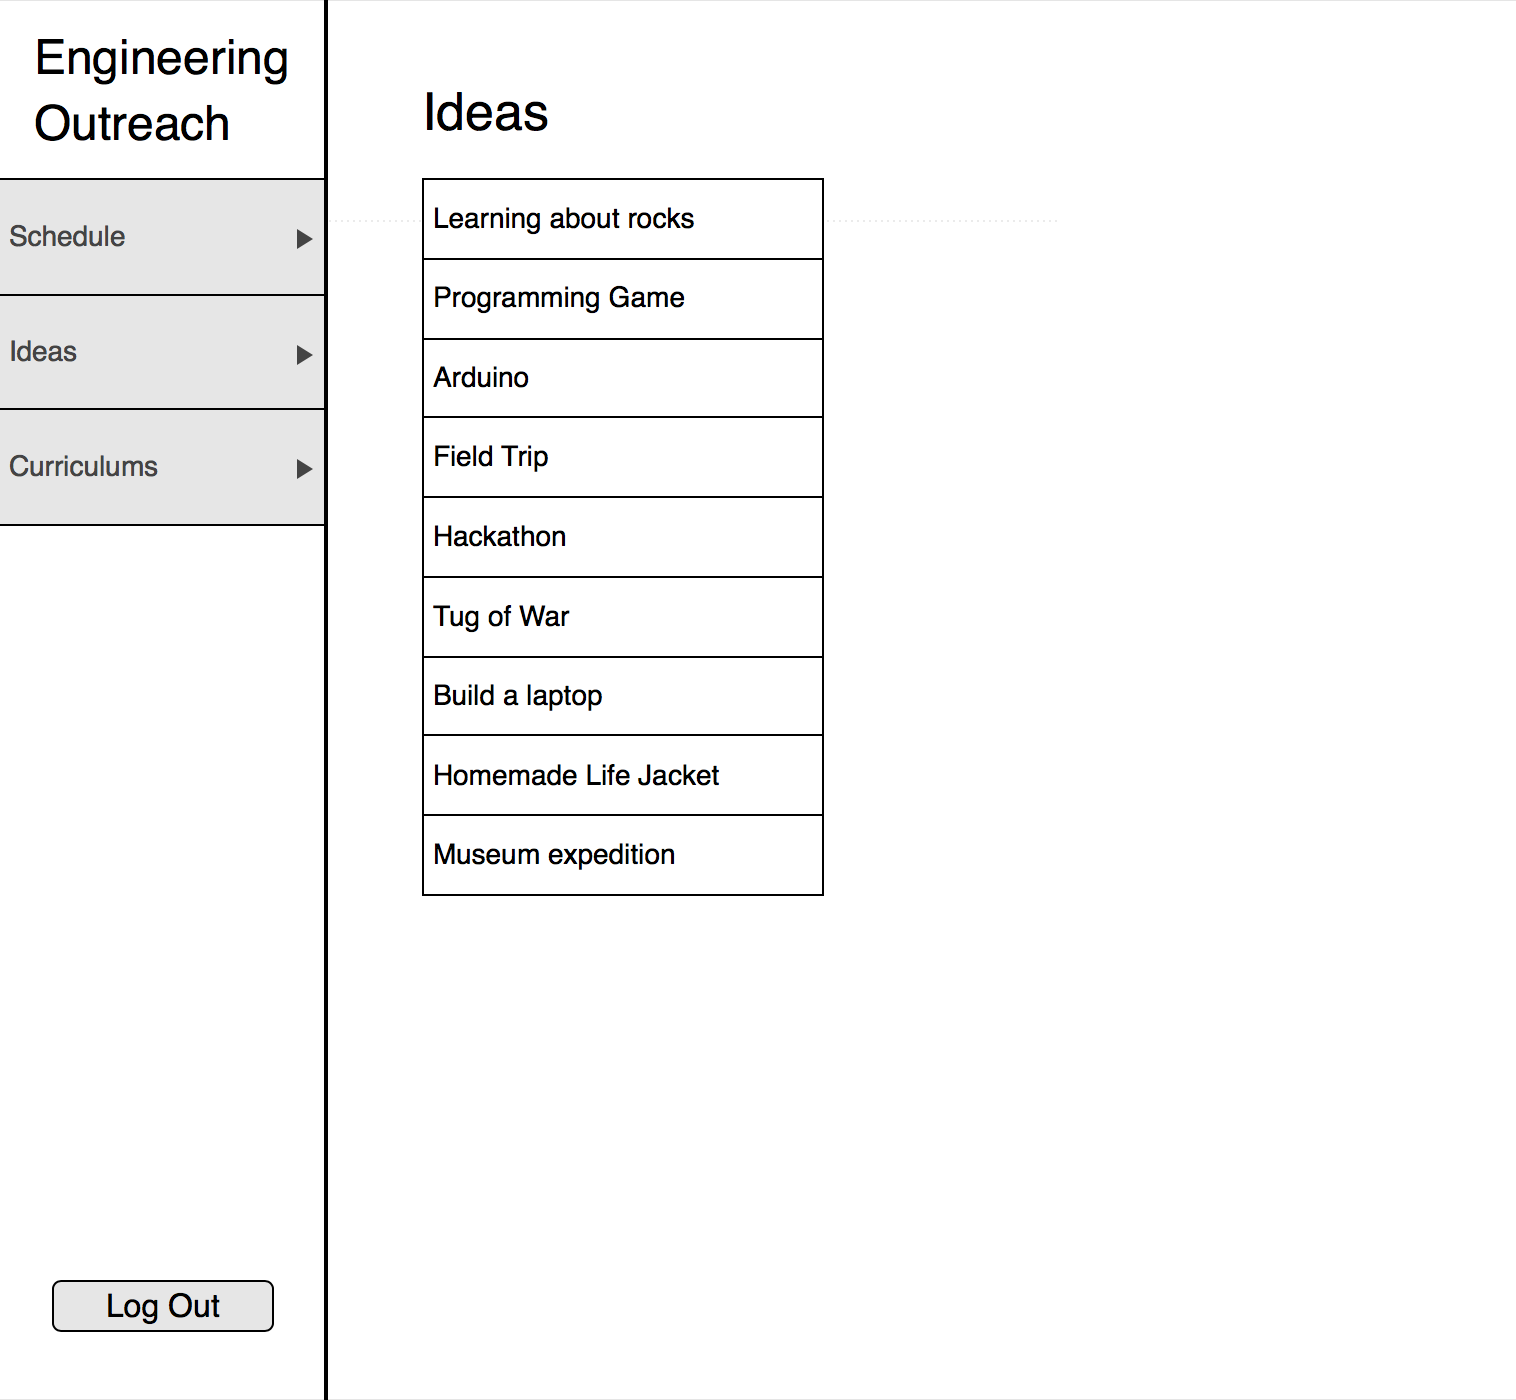 Engineering
Outreach
Schedule
Ideas
Curriculums
Log Out
Ideas
Learning about rocks
Programming Game
Arduino
Field Trip
Hackathon
Tug of War
Build a laptop
Homemade Life Jacket
Museum expedition